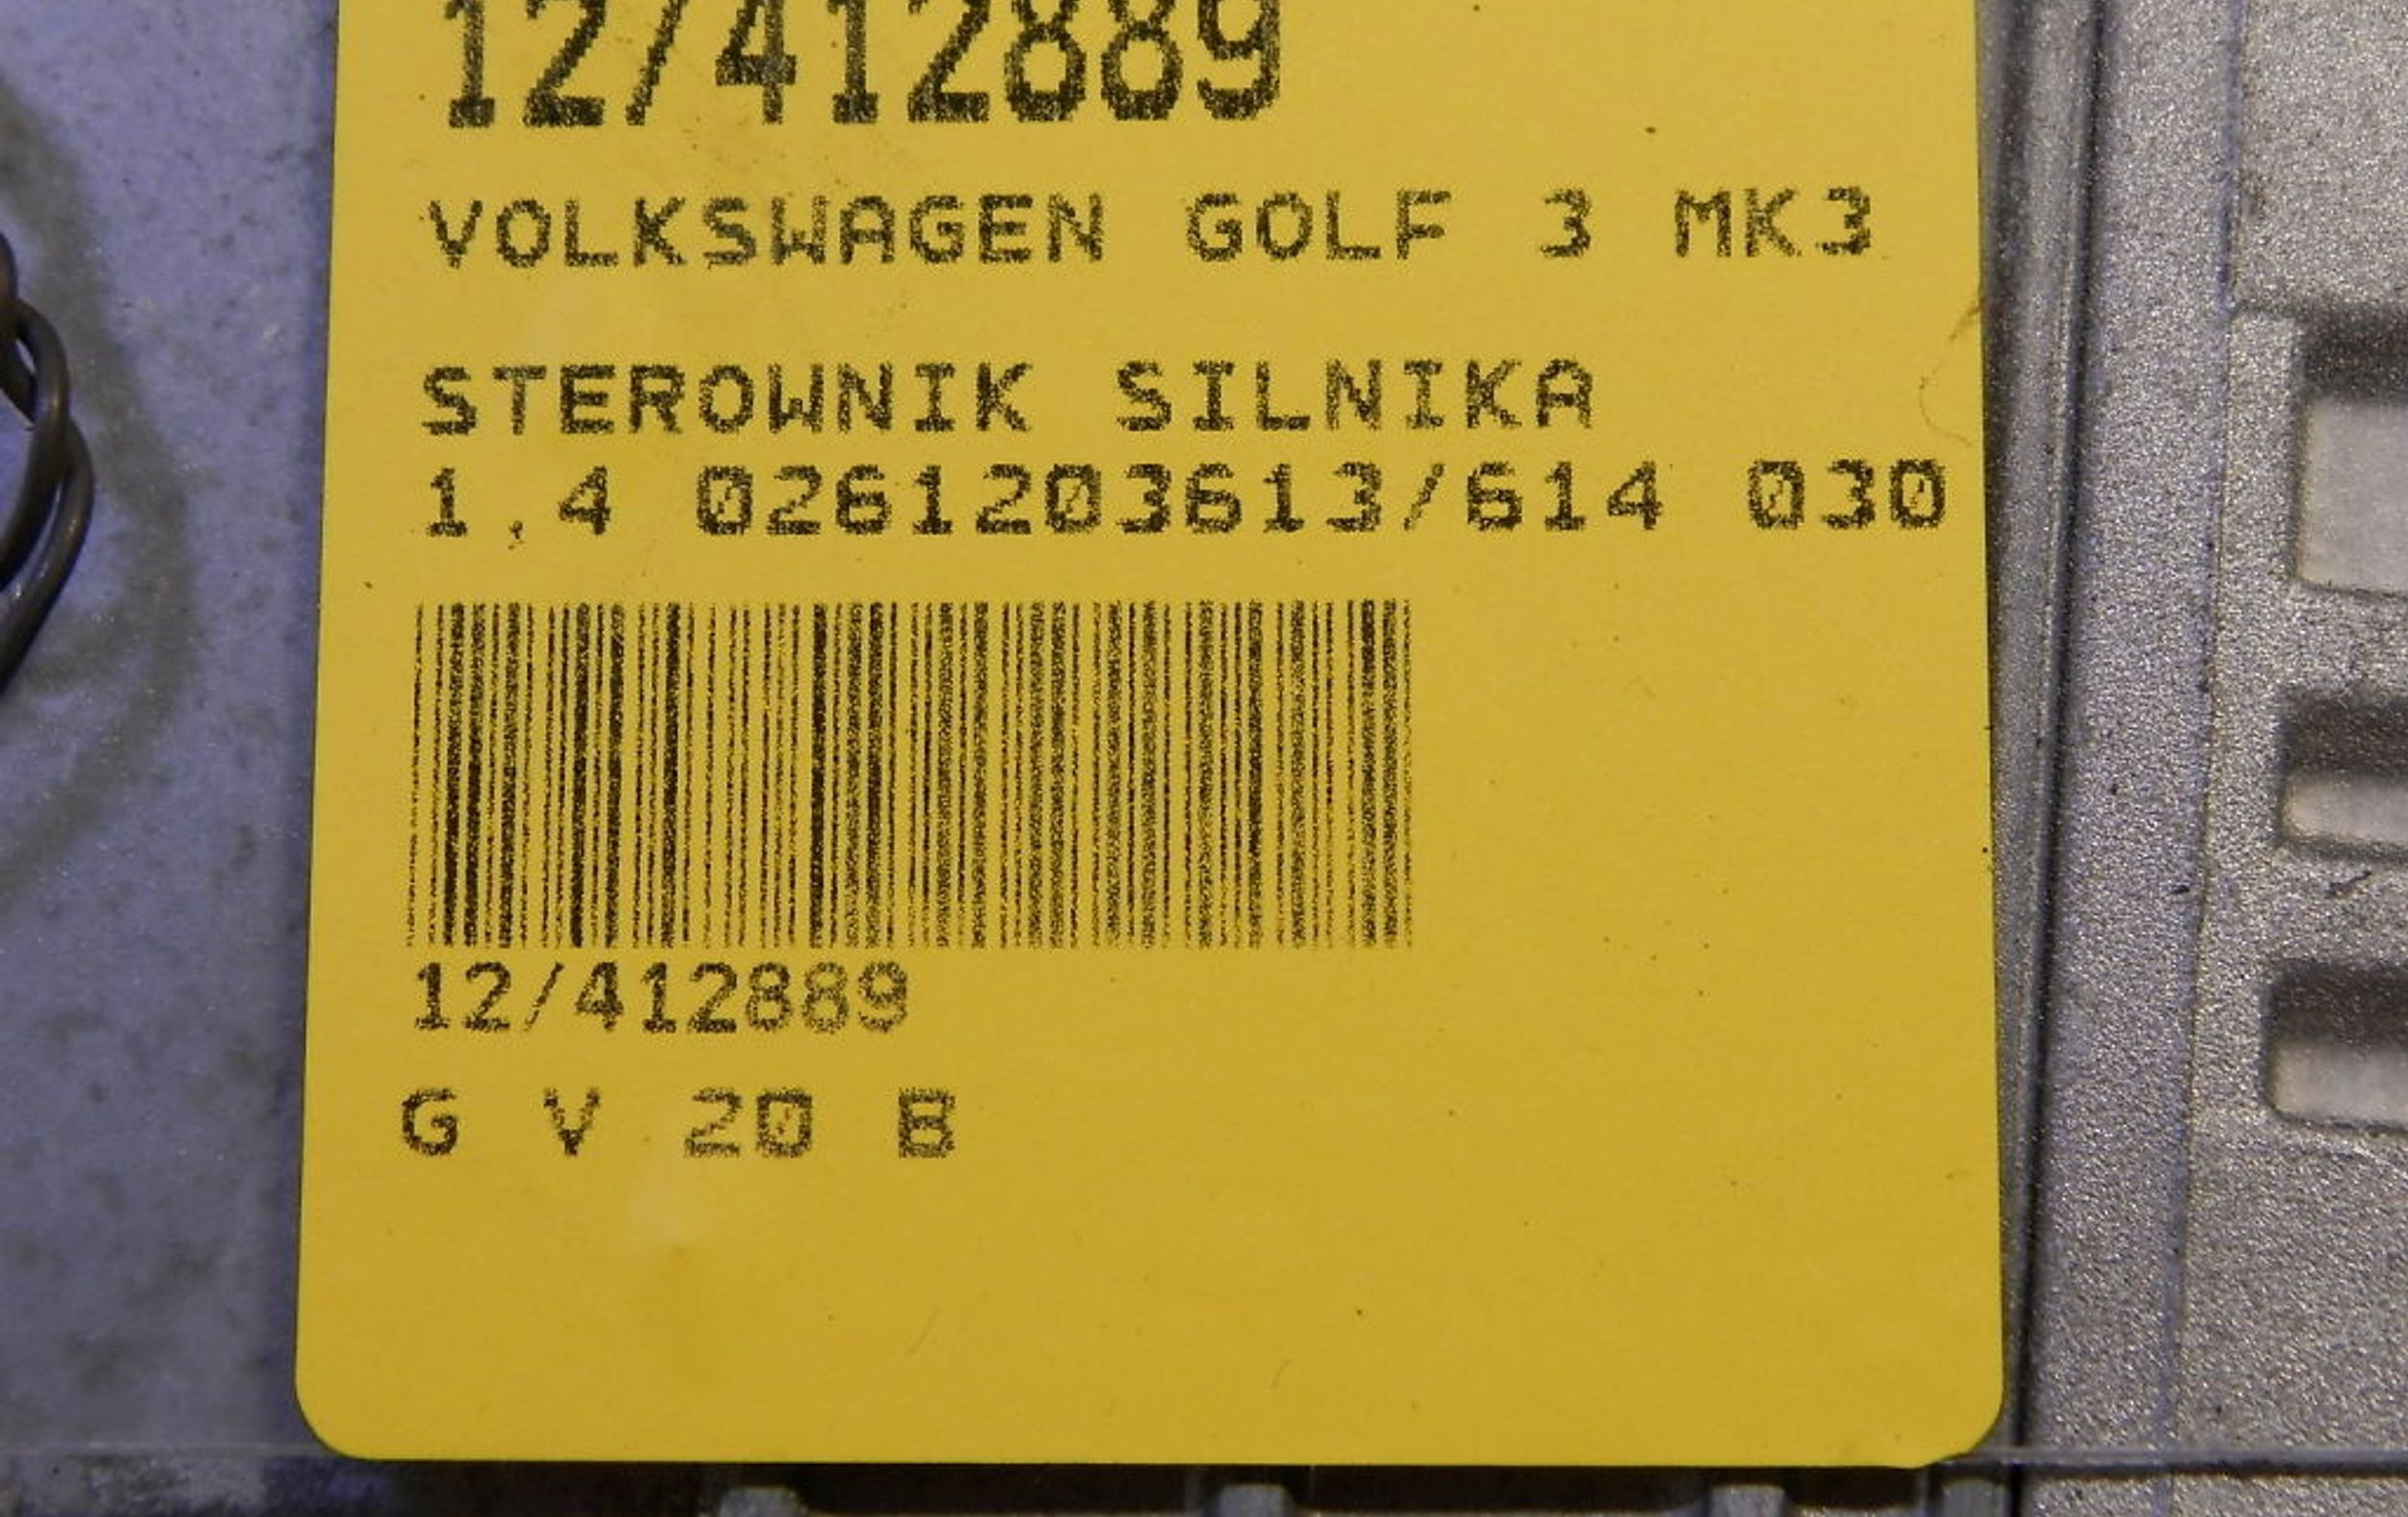 12/412889
VOLKSWAGEN GOLF 3 MK3
STEROWNIK SILNIKA
1.4 0261203613/614 030
12/412889
G V 20 B